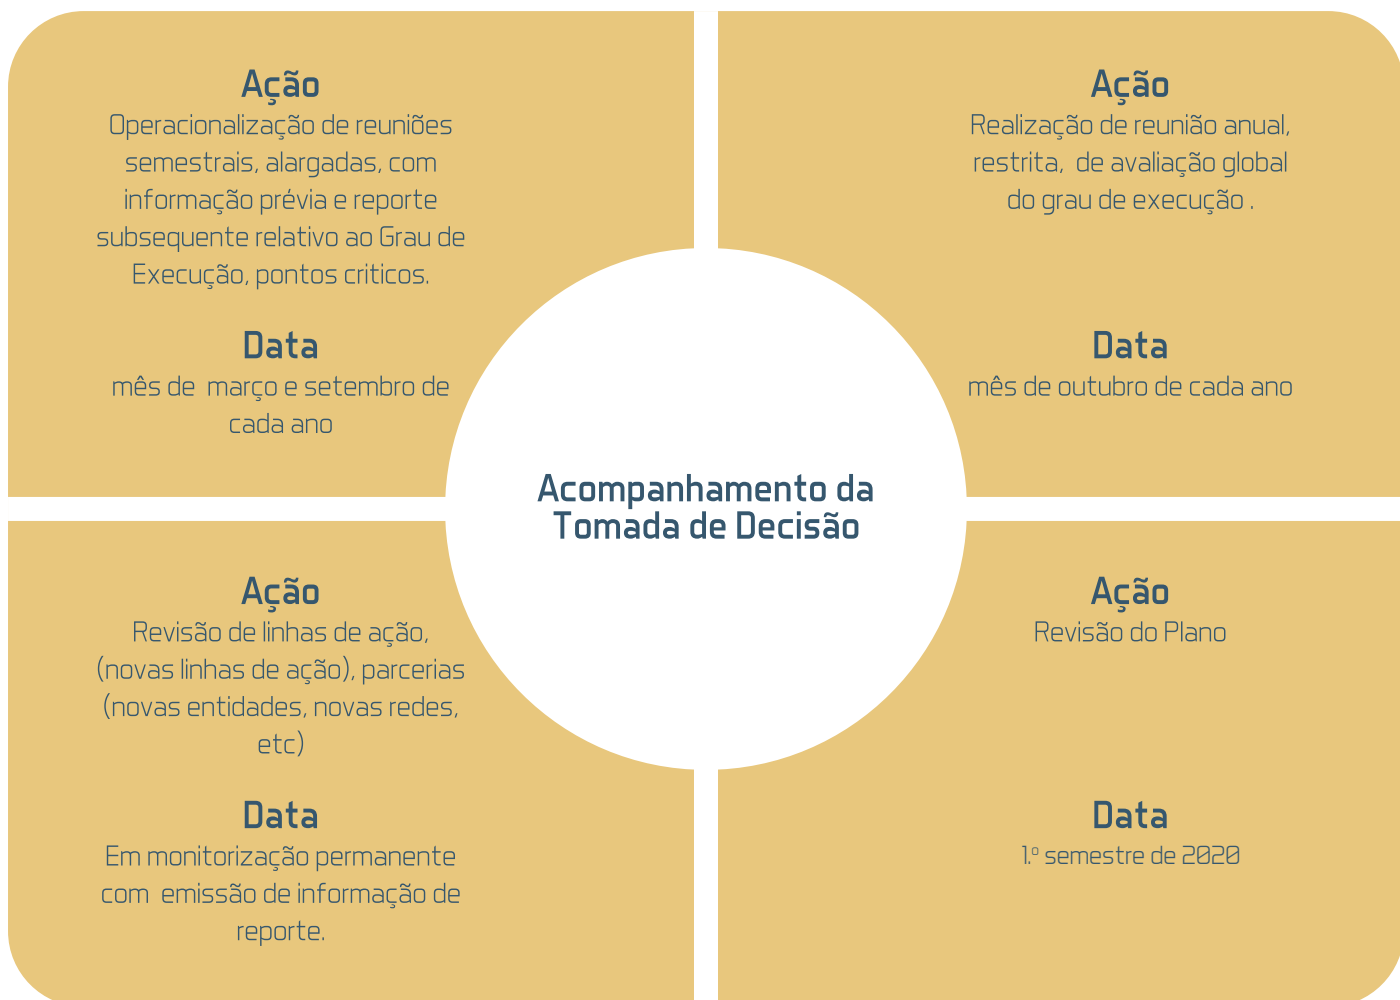 Ação
Operacionalização de reuniões
semestrais, alargadas, com
informação prévia e reporte
subsequente relativo ao Grau de
Execução, pontos criticos.
Data
mês de  março e setembro de
cada ano
Ação
Realização de reunião anual,
restrita,  de avaliação global
do grau de execução .
Data
mês de outubro de cada ano
Acompanhamento da
Tomada de Decisão
Ação
Revisão de linhas de ação,
(novas linhas de ação), parcerias
(novas entidades, novas redes,
etc)
Data
Em monitorização permanente
com  emissão de informação de
reporte.
Ação
Revisão do Plano
Data
1.º semestre de 2020